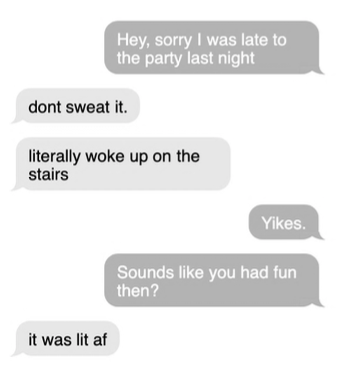 Hey, sorry I was late to
the party last night
dont sweat it.
literally woke up on the
stairs
Yikes.
Sounds like you had fun
then?
it was lit af